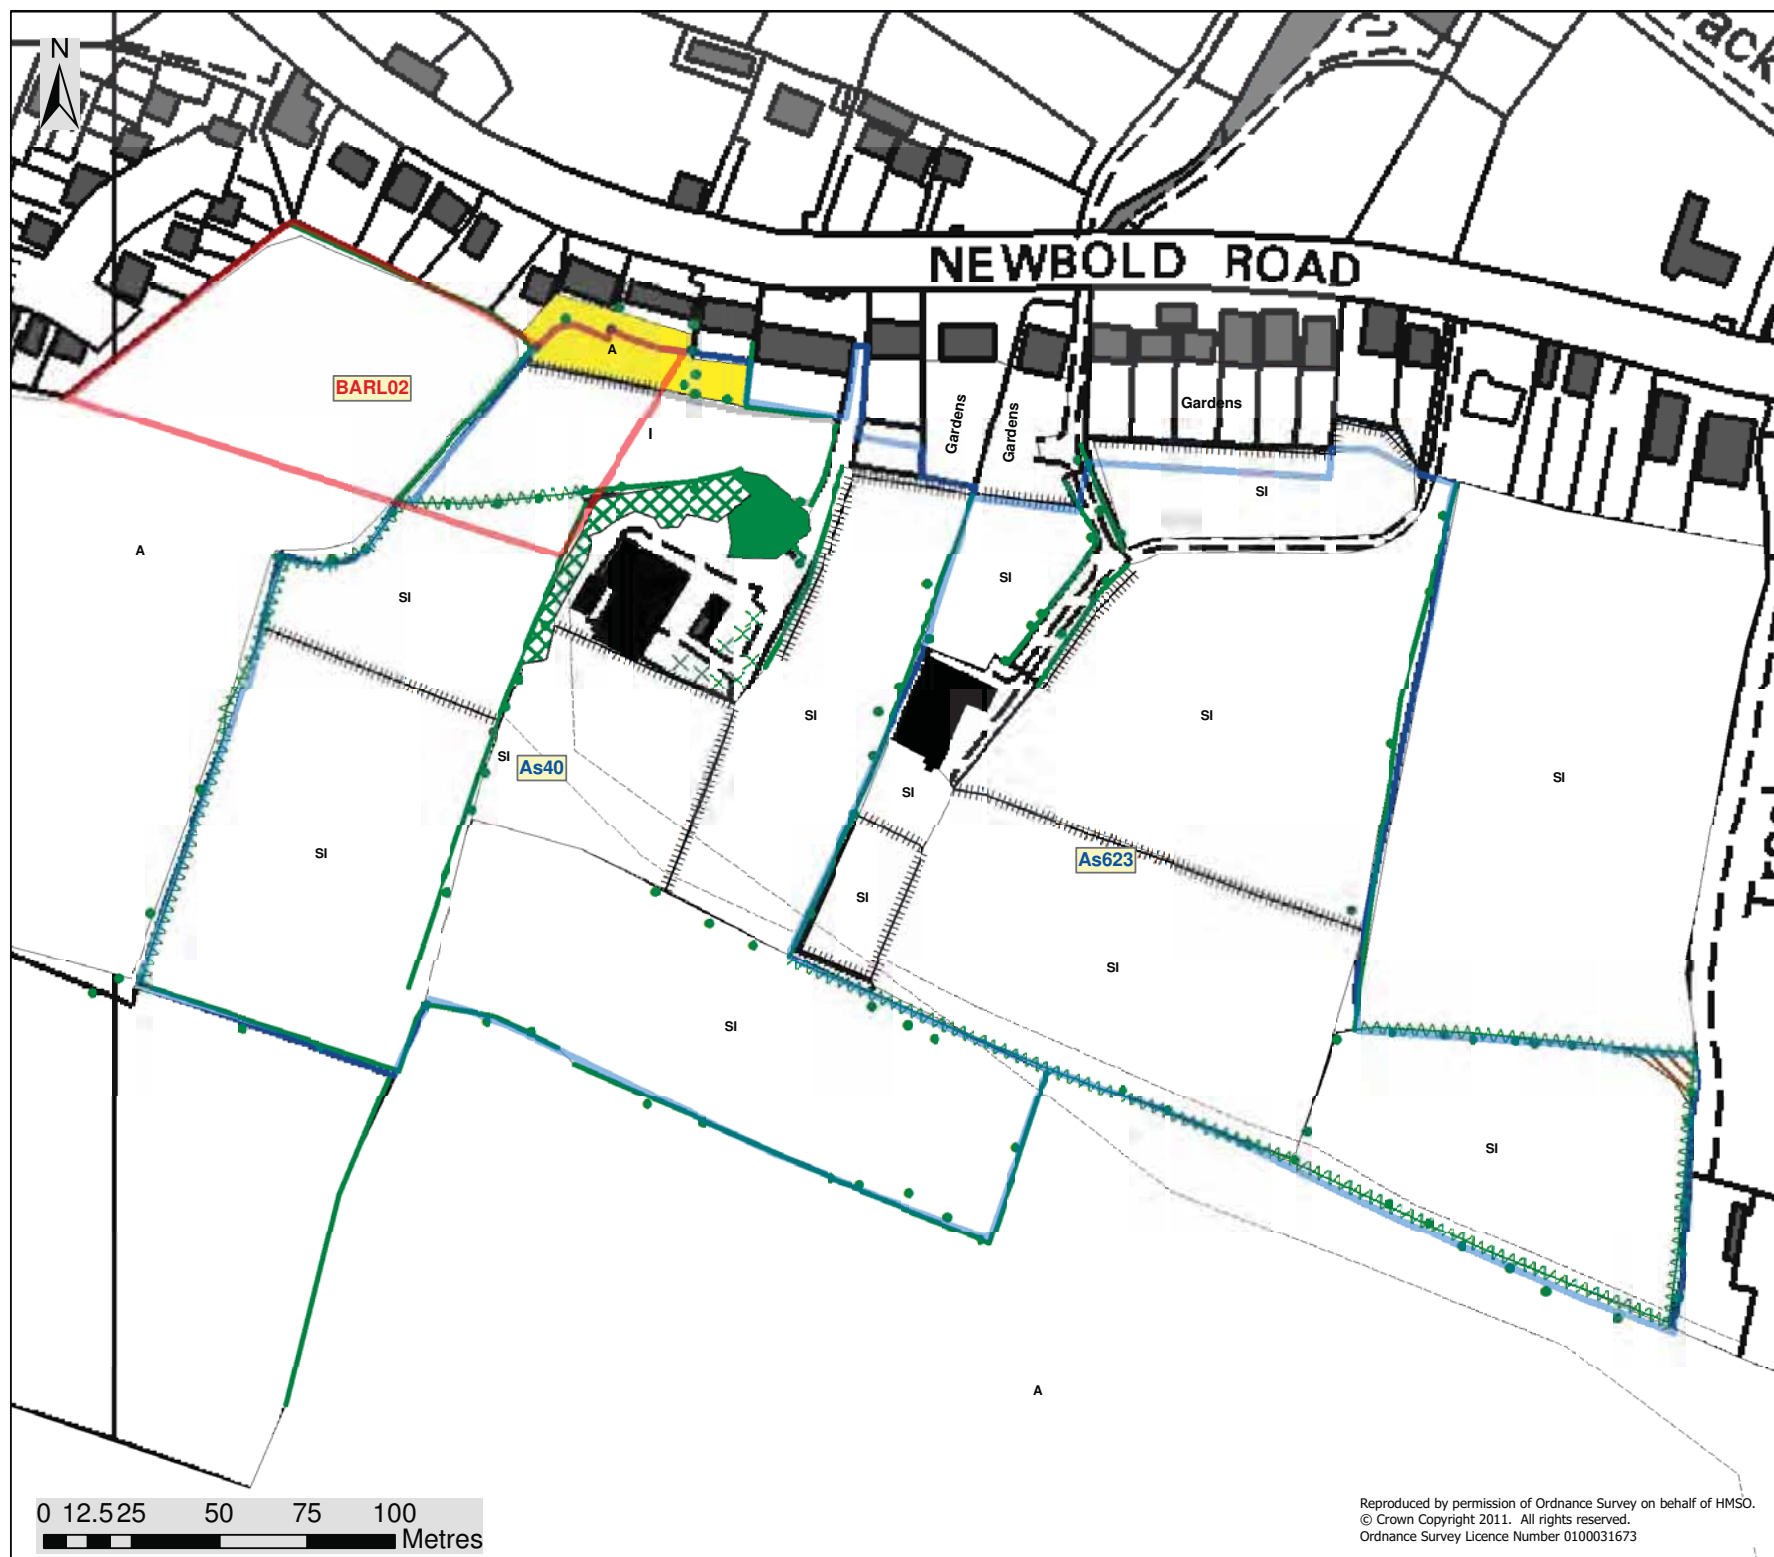 N
Track
NEWBOLD ROAD
A
BARL02
Gardens
Gardens
Gardens
I
SI
A
SI
SI
SI
SI
SI
As40
SI
SI
SI
As623
SI
SI
SI
SI
A
0 12.5 25 50 75 100
Metres
Reproduced by permission of Ordnance Survey on behalf of HMSO.
© Crown Copyright 2011. All rights reserved.
Ordnance Survey Licence Number 0100031673